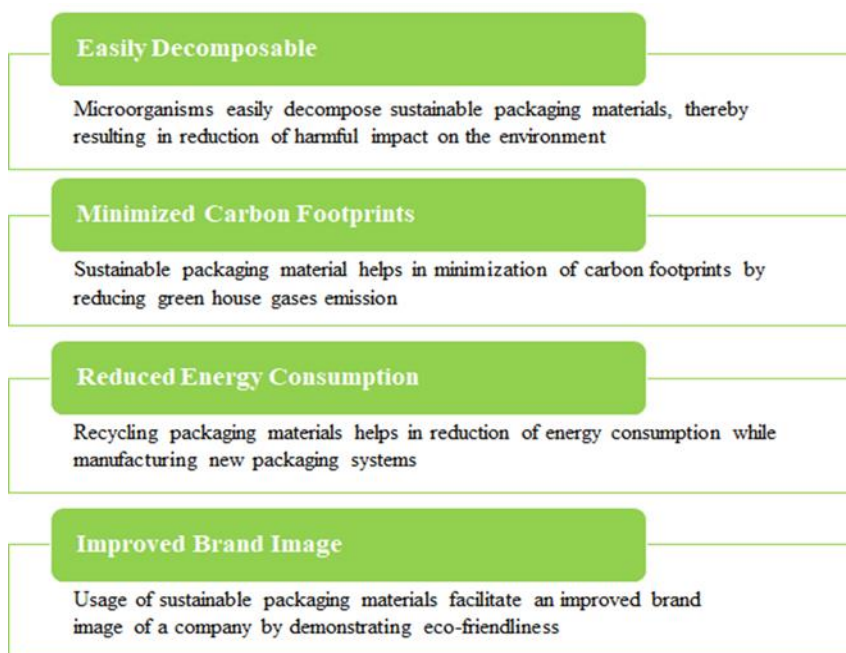 Easily Decomposable
Microorganisms easily decompose sustainable packaging materials, thereby
resulting in reduction of harmful impact on the environment
Minimized Carbon Footprints
Sustainable packaging material helps in minimization of carbon footprints by
reducing green house gases emission
Reduced Energy Consumption
Recycling packaging materials helps in reduction of energy consumption while
manufacturing new packaging systems
Improved Brand Image
Usage of sustainable packaging materials facilitate an improved brand
image of a company by demonstrating eco-friendliness